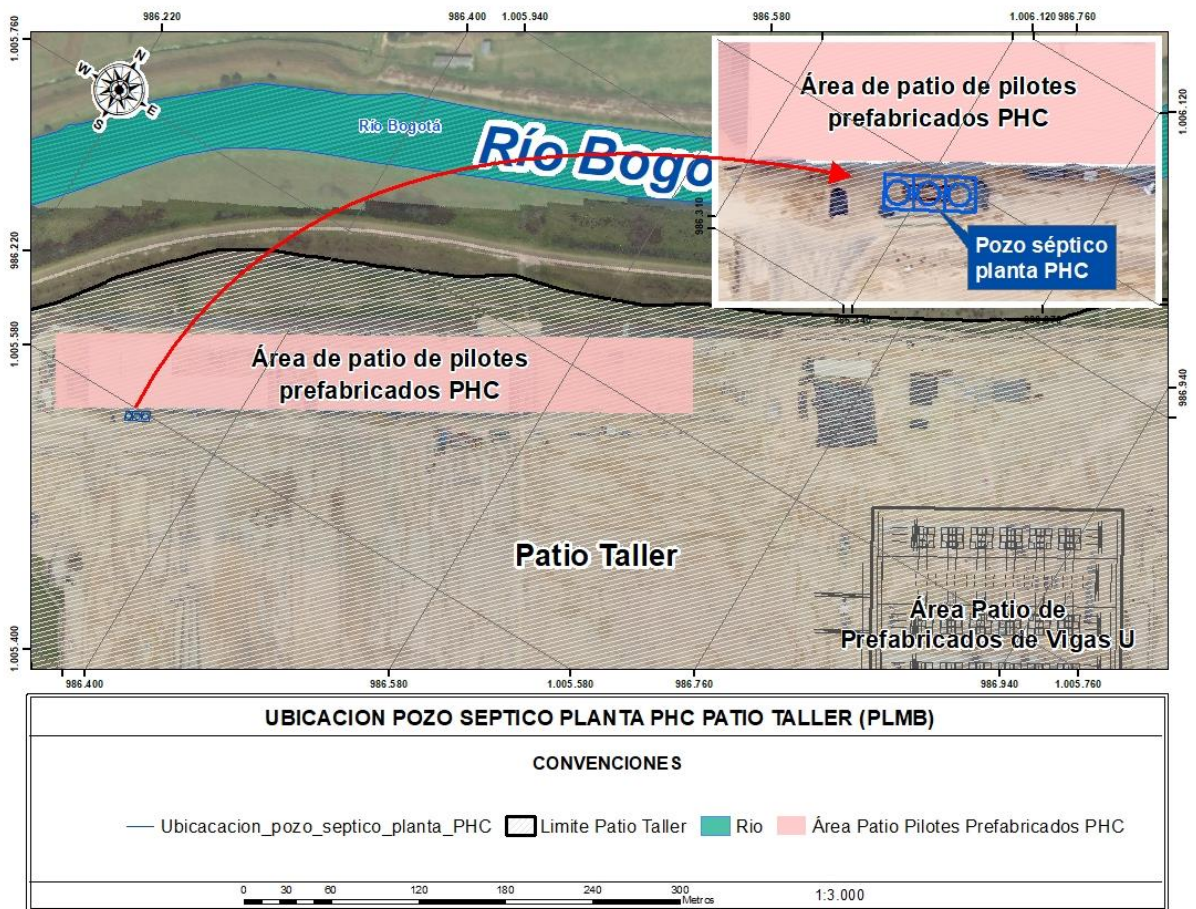 986.220
986.400
1.005.940
986.580
1.006.120
986.760
1.005.760
N
W
E
S
Río Bogotá
Río Bogo
Área de patio de pilotes
prefabricados PHC
1.006.120
986.310
Pozo séptico
planta PHC
986.220
1.005.580
Área de patio de pilotes
prefabricados PHC
986.940
Patio Taller
Área Patio de
Prefabricados de Vigas U
1.005.400
986.400
986.580
1.005.580
986.760
986.940
1.005.760
UBICACION POZO SEPTICO PLANTA PHC PATIO TALLER (PLMB)
CONVENCIONES
Ubicacacion_pozo_septico_planta_PHC
Limite Patio Taller
Rio
Área Patio Pilotes Prefabricados PHC
0 30 60 120 180 240 300
Metros
1:3.000